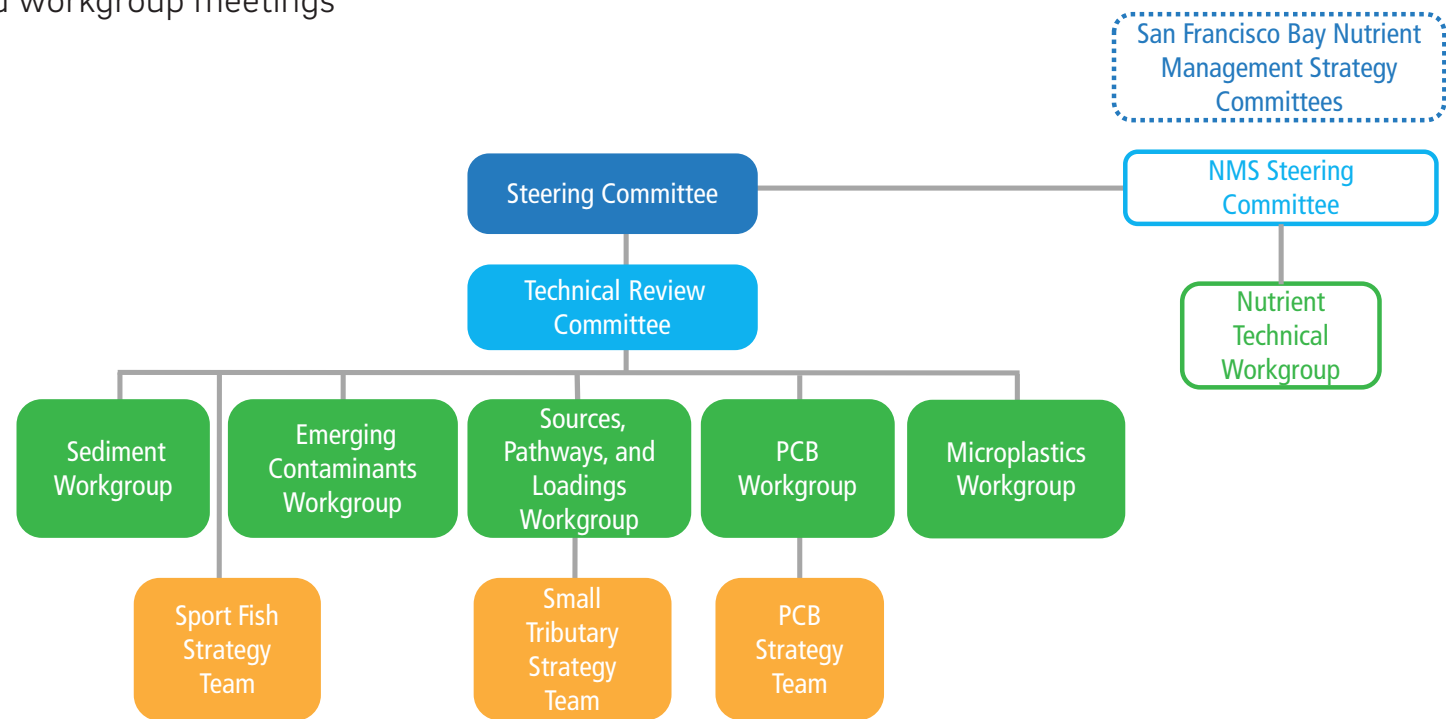 workgroup meetings
San Francisco Bay Nutrient
Management Strategy
Committees
Steering Committee
NMS Steering
Committee
Technical Review
Committee
Nutrient
Technical
Workgroup
Sediment
Workgroup
Emerging
Contaminants
Workgroup
Sources,
Pathways, and
Loadings
Workgroup
PCB
Workgroup
Microplastics
Workgroup
Sport Fish
Strategy
Team
Small
Tributary
Strategy
Team
PCB
Strategy
Team